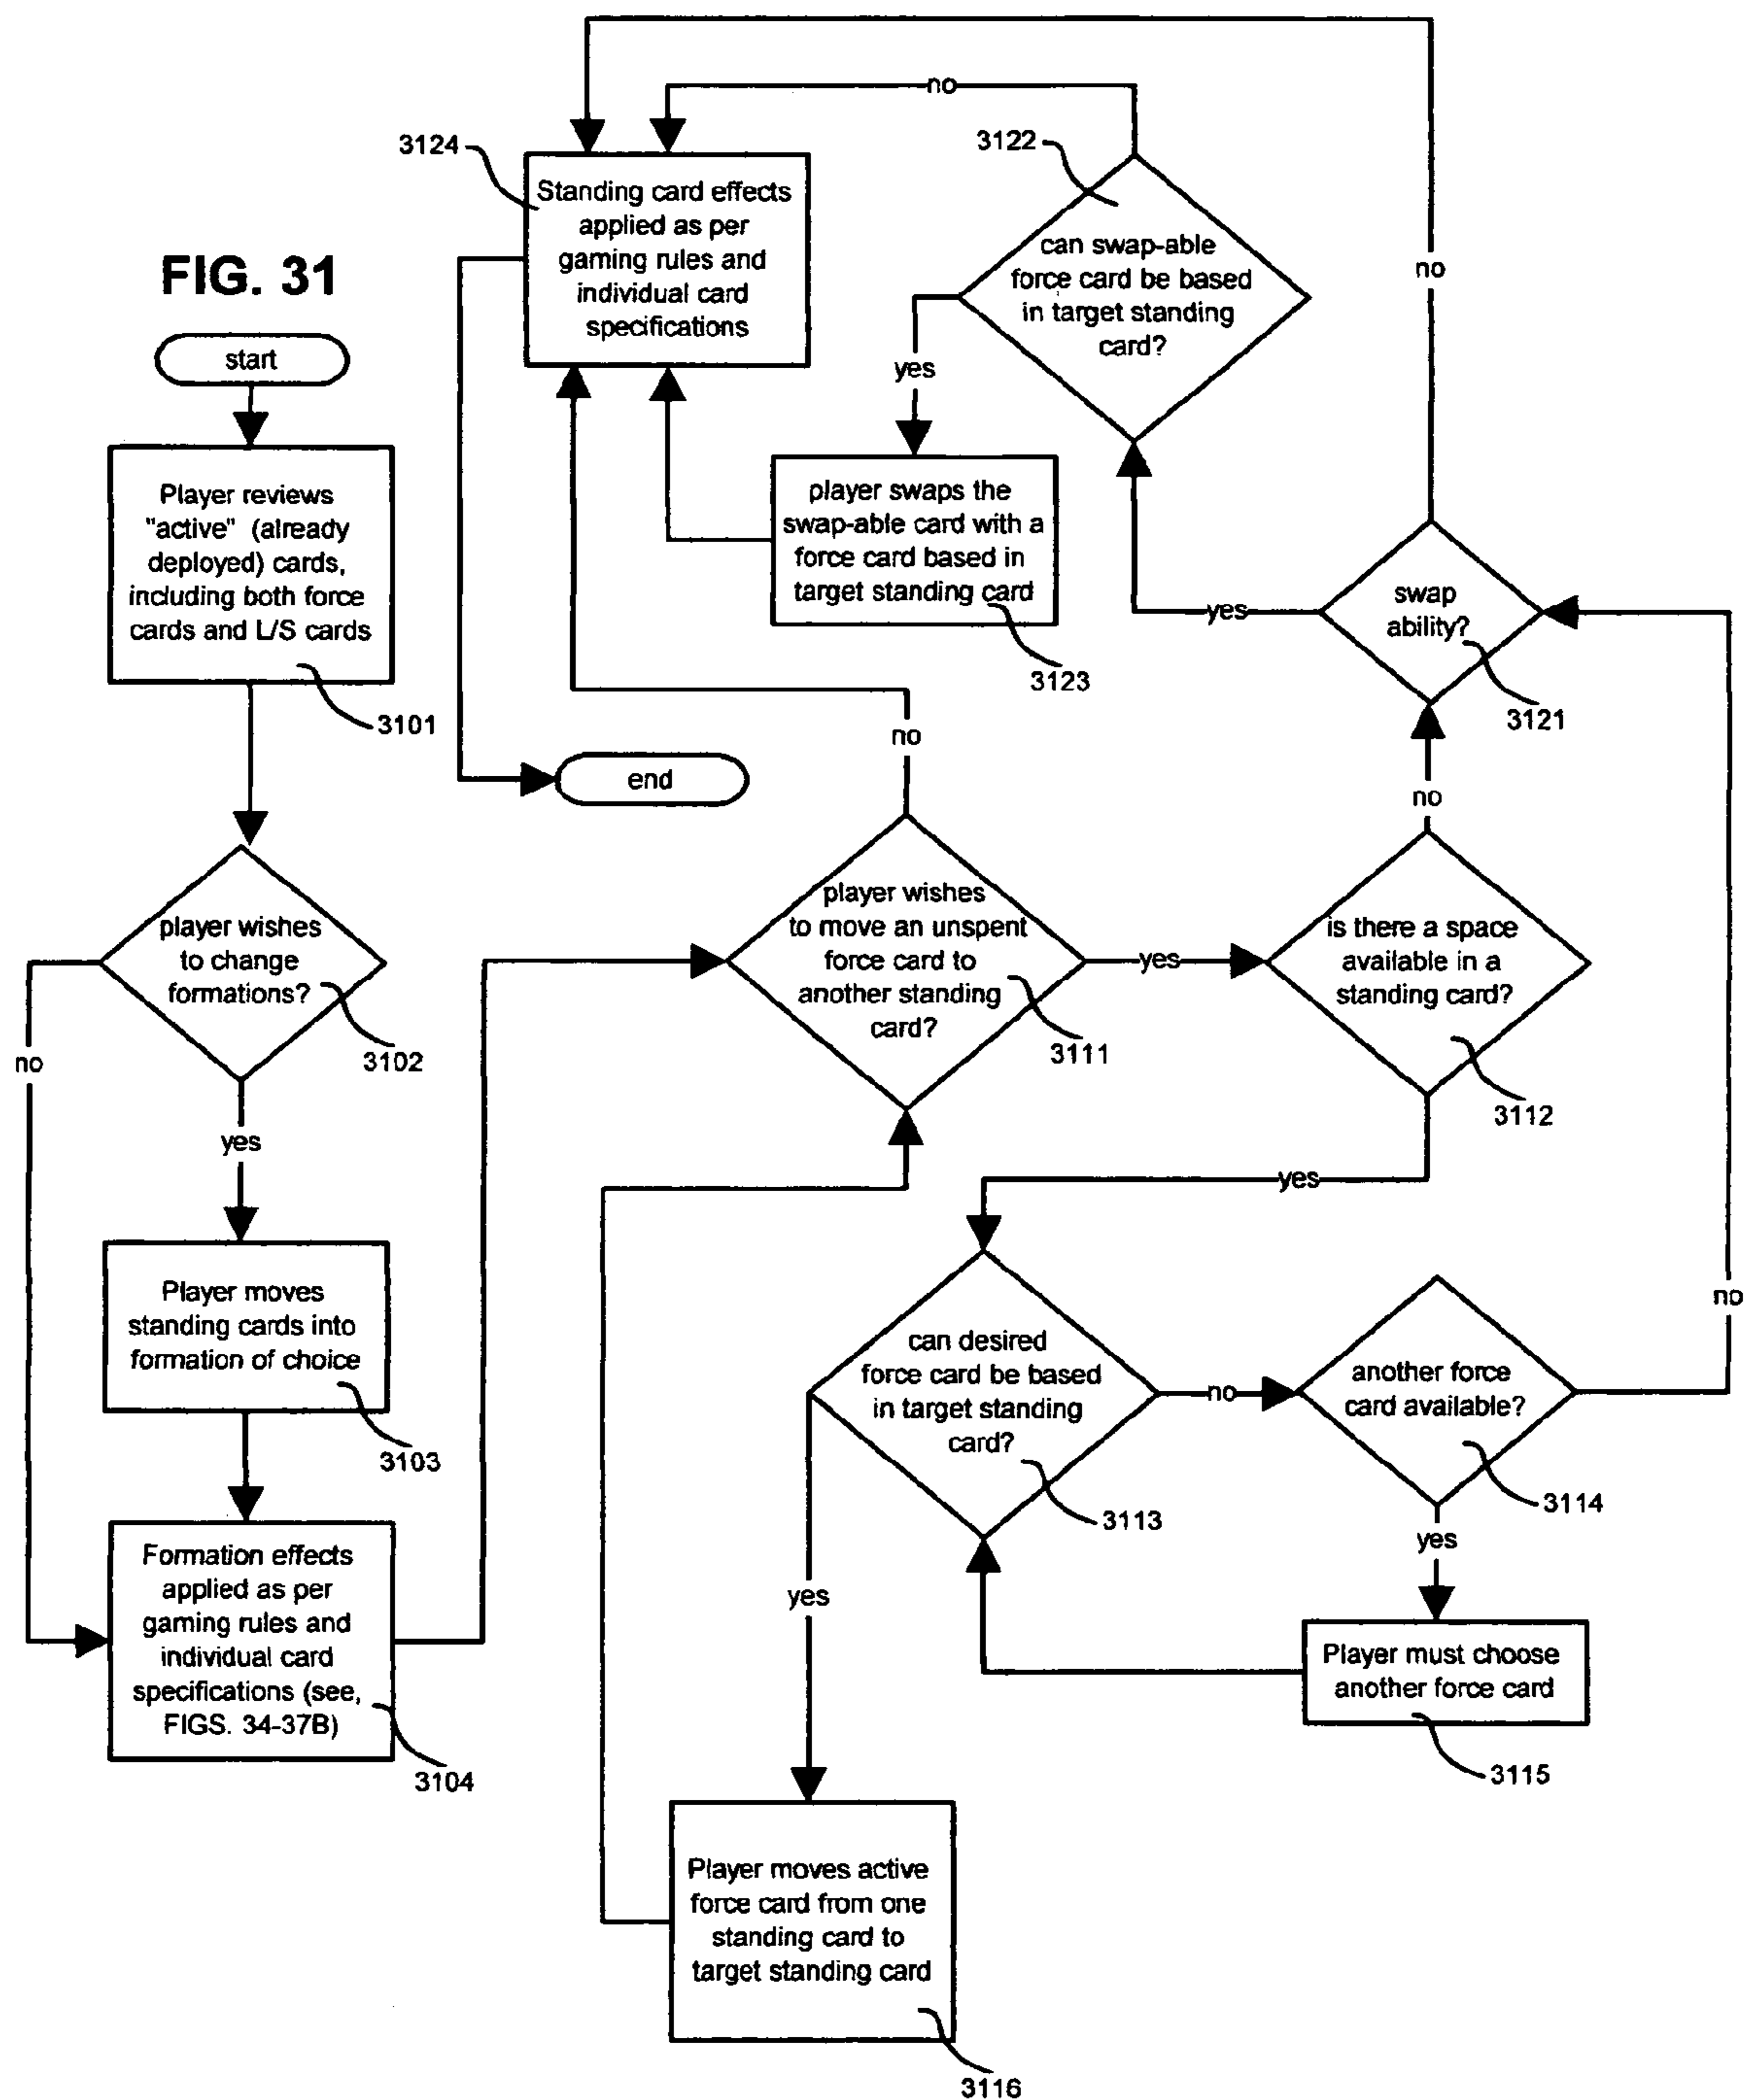 FIG. 31
start
Player reviews
"active" (already
deployed) cards,
including both force
cards and L/S cards
3101
player wishes
to change
formations?
3102
no
yes
Player moves
standing cards into
formation of choice
3103
Formation effects
applied as per
gaming rules and
individual card
specifications (see,
FIGS. 34-37B)
3104
player wishes
to move an unspent
force card to
another standing
card?
3111
no
yes
is there a space
available in a
standing card?
3112
no
yes
can desired
force card be based
in target standing
card?
3113
no
yes
another force
card available?
3114
no
yes
Player must choose
another force card
3115
Player moves active
force card from one
standing card to
target standing card
3116
swap
ability?
3121
no
yes
can swap-able
force card be based
in target standing
card?
3122
no
yes
player swaps the
swap-able card with a
force card based in
target standing card
3123
Standing card effects
applied as per
gaming rules and
individual card
specifications
3124
end